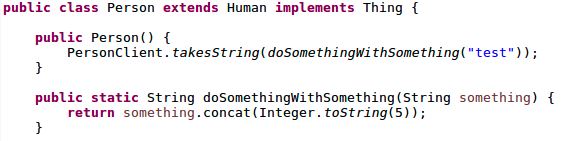 public class Person extends Human implements Thing {
public Person() {
PersonClient.takesString(doSomethingWithSomething("test"));
}
public static String doSomethingWithSomething(String something) {
return something.concat(Integer.toString(5));
}